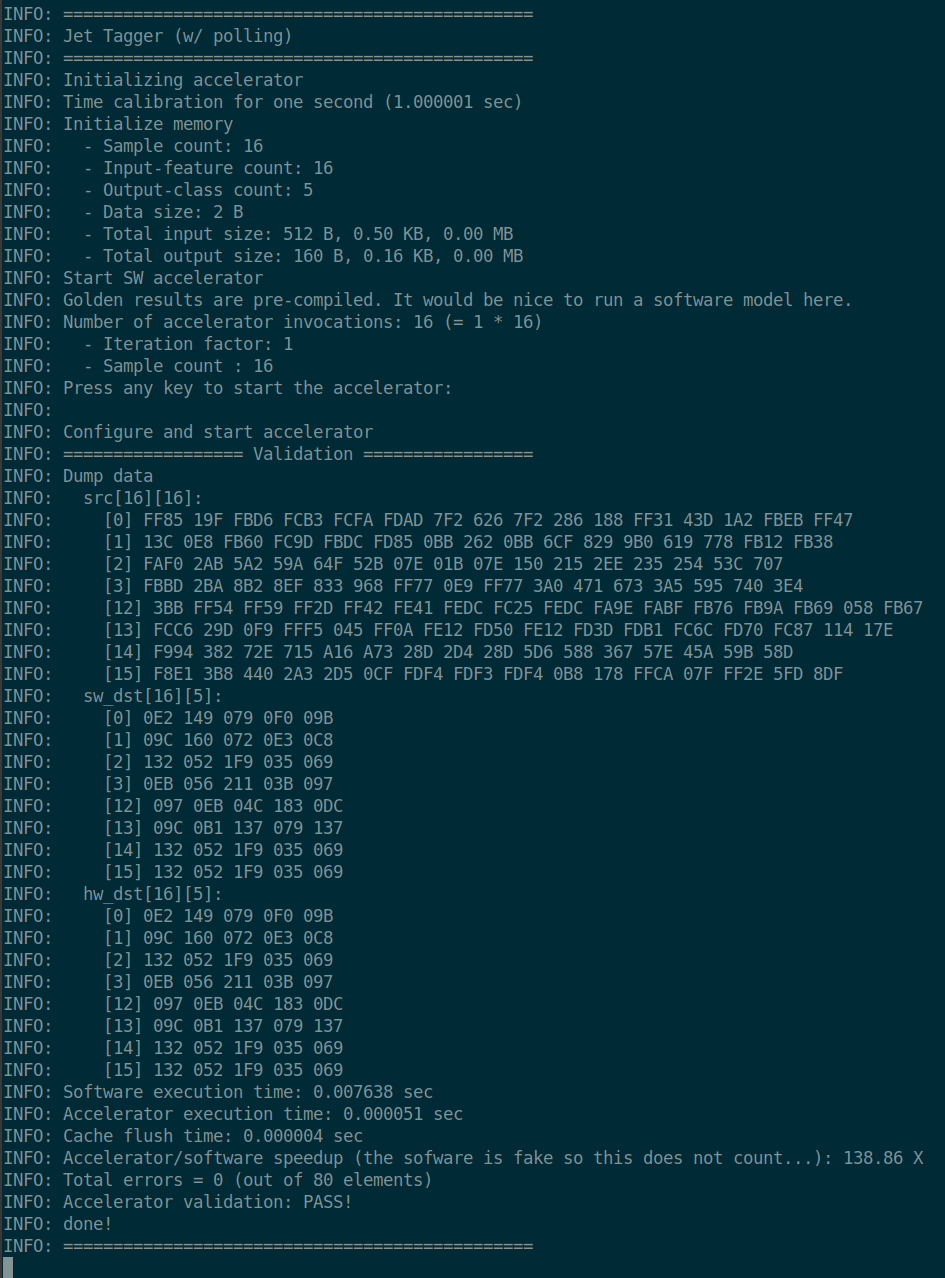 INFO: ===============================================
INFO: Jet Tagger (w/ polling)
INFO: ===============================================
INFO: Initializing accelerator
INFO: Time calibration for one second (1.000001 sec)
INFO: Initialize memory
INFO:   - Sample count: 16
INFO:   - Input-feature count: 16
INFO:   - Output-class count: 5
INFO:   - Data size: 2 B
INFO:   - Total input size: 512 B, 0.50 KB, 0.00 MB
INFO:   - Total output size: 160 B, 0.16 KB, 0.00 MB
INFO: Start SW accelerator
INFO: Golden results are pre-compiled. It would be nice to run a software model here.
INFO: Number of accelerator invocations: 16 (= 1 * 16)
INFO:   - Iteration factor: 1
INFO:   - Sample count : 16
INFO: Press any key to start the accelerator:
INFO:
INFO: Configure and start accelerator
INFO: ================== Validation =================
INFO: Dump data
INFO:   src[16][16]:
INFO:     [0] FF85 19F FBD6 FCB3 FCFA FDAD 7F2 626 7F2 286 188 FF31 43D 1A2 FBEB FF47
INFO:     [1] 13C 0E8 FB60 FC9D FBDC FD85 0BB 262 0BB 6CF 829 9B0 619 778 FB12 FB38
INFO:     [2] FAF0 2AB 5A2 59A 64F 52B 07E 01B 07E 150 215 2EE 235 254 53C 707
INFO:     [3] FBBD 2BA 8B2 8EF 833 968 FF77 0E9 FF77 3A0 471 673 3A5 595 740 3E4
INFO:     [12] 3BB FF54 FF59 FF2D FF42 FE41 FEDC FC25 FEDC FA9E FABF FB76 FB9A FB69 058 FB67
INFO:     [13] FCC6 29D 0F9 FFF5 045 FF0A FE12 FD50 FE12 FD3D FDB1 FC6C FD70 FC87 114 17E
INFO:     [14] F994 382 72E 715 A16 A73 28D 2D4 28D 5D6 588 367 57E 45A 59B 58D
INFO:     [15] F8E1 3B8 440 2A3 2D5 0CF FDF4 FDF3 FDF4 0B8 178 FFCA 07F FF2E 5FD 8DF
INFO:   sw_dst[16][5]:
INFO:     [0] 0E2 149 079 0F0 09B
INFO:     [1] 09C 160 072 0E3 0C8
INFO:     [2] 132 052 1F9 035 069
INFO:     [3] 0EB 056 211 03B 097
INFO:     [12] 097 0EB 04C 183 0DC
INFO:     [13] 09C 0B1 137 079 137
INFO:     [14] 132 052 1F9 035 069
INFO:     [15] 132 052 1F9 035 069
INFO:   hw_dst[16][5]:
INFO:     [0] 0E2 149 079 0F0 09B
INFO:     [1] 09C 160 072 0E3 0C8
INFO:     [2] 132 052 1F9 035 069
INFO:     [3] 0EB 056 211 03B 097
INFO:     [12] 097 0EB 04C 183 0DC
INFO:     [13] 09C 0B1 137 079 137
INFO:     [14] 132 052 1F9 035 069
INFO:     [15] 132 052 1F9 035 069
INFO: Software execution time: 0.007638 sec
INFO: Accelerator execution time: 0.000051 sec
INFO: Cache flush time: 0.000004 sec
INFO: Accelerator/software speedup (the sofware is fake so this does not count...): 138.86 X
INFO: Total errors = 0 (out of 80 elements)
INFO: Accelerator validation: PASS!
INFO: done!
INFO: ===============================================